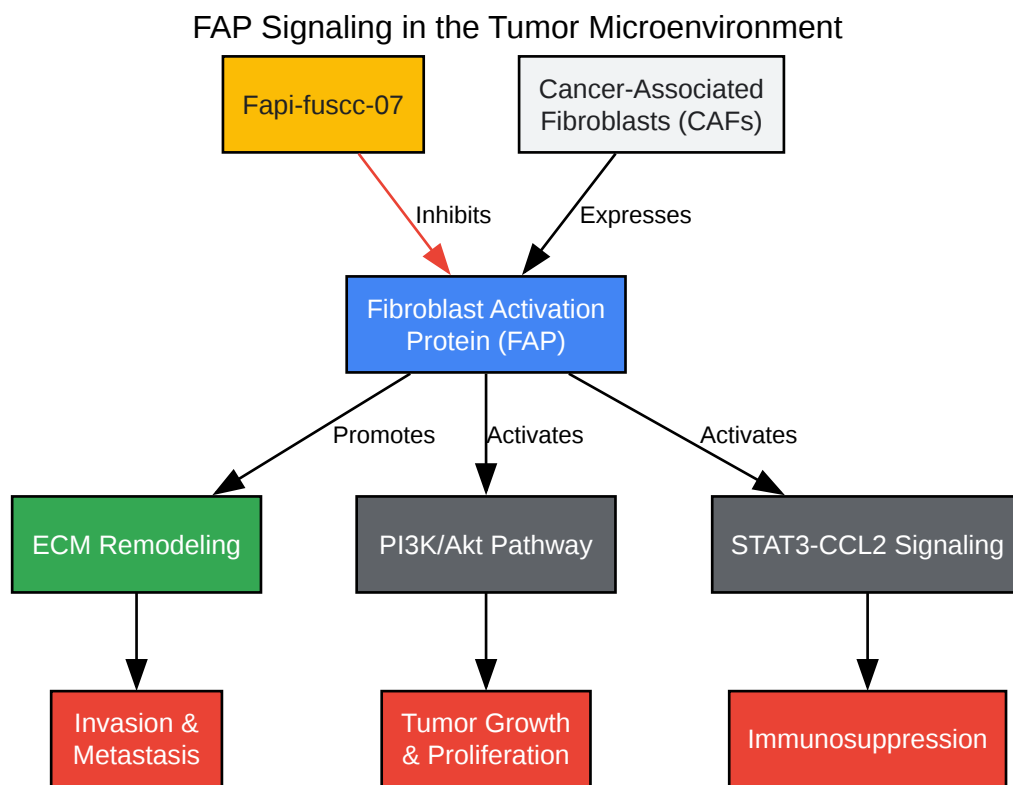 FAP Signaling in the Tumor Microenvironment
Fapi-fuscc-07
Cancer-Associated
Fibroblasts (CAFs)
Inhibits
Expresses
Fibroblast Activation
Protein (FAP)
Promotes
Activates
Activates
ECM Remodeling
PI3K/Akt Pathway
STAT3-CCL2 Signaling
Invasion &
Metastasis
Tumor Growth
& Proliferation
Immunosuppression